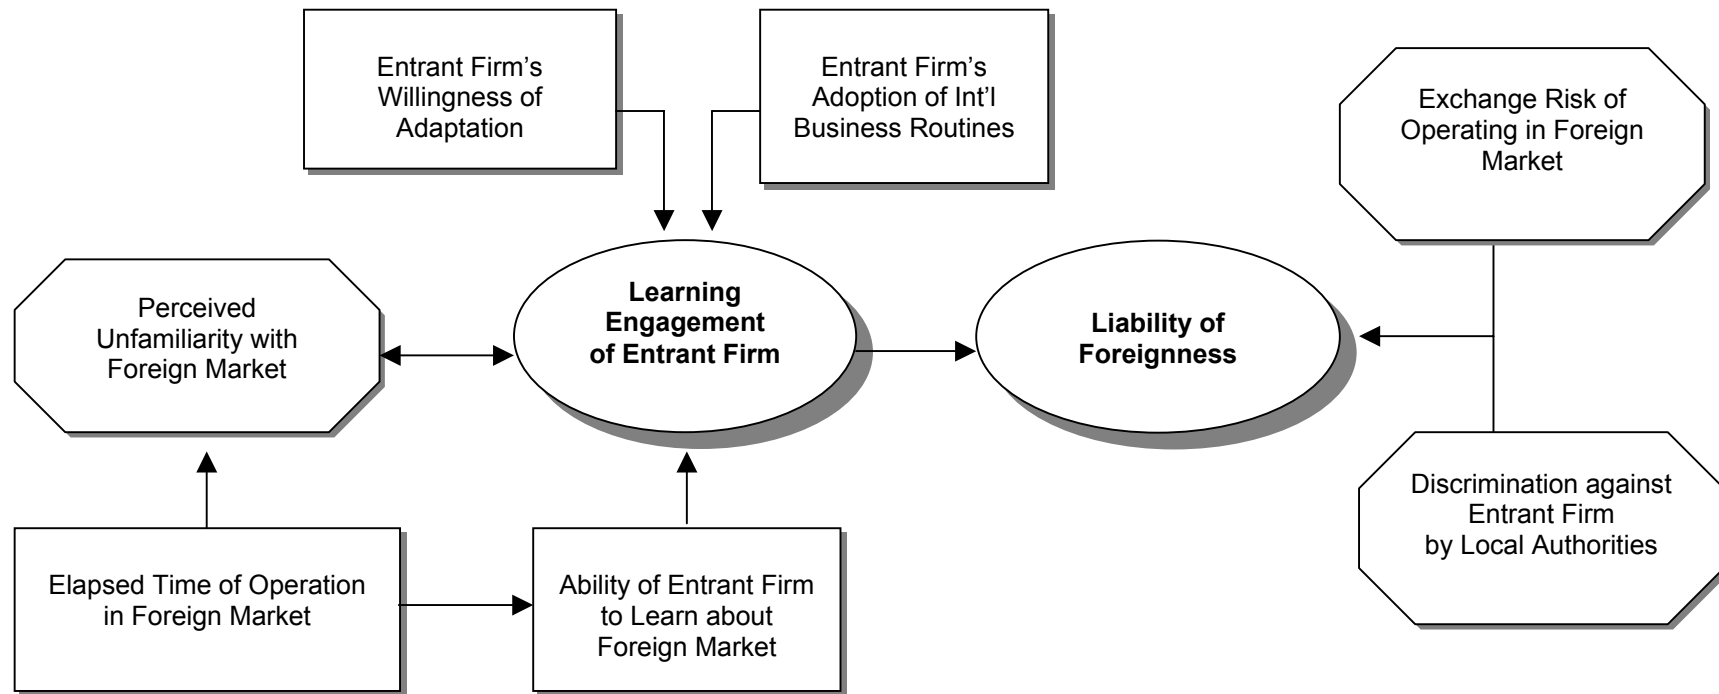 Entrant Firm’s
Willingness of
Adaptation
Entrant Firm’s
Adoption of Int’l
Business Routines
Exchange Risk of
Operating in Foreign
Market
Perceived
Unfamiliarity with
Foreign Market
Learning
Engagement
of Entrant Firm
Liability of
Foreignness
Discrimination against
Entrant Firm
by Local Authorities
Elapsed Time of Operation
in Foreign Market
Ability of Entrant Firm
to Learn about
Foreign Market